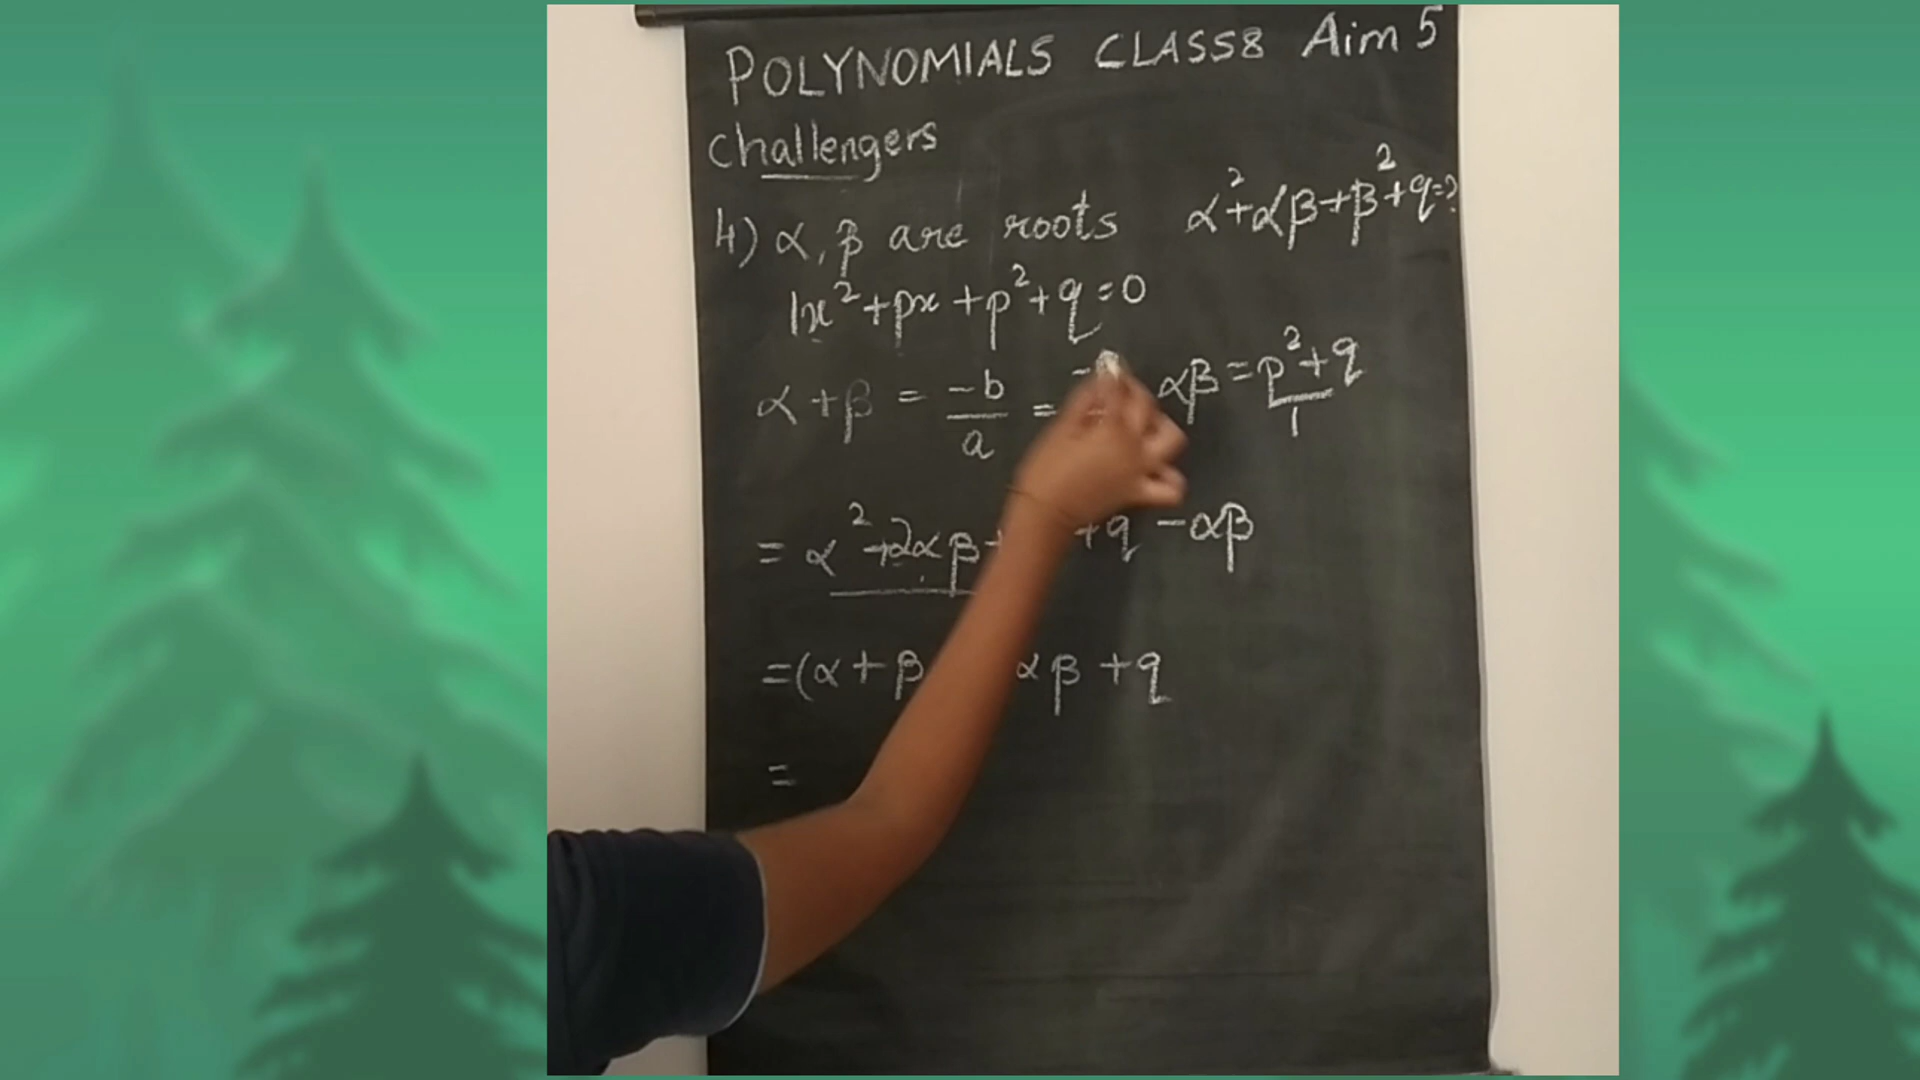 POLYNOMIALS CLASS8 Aim 5
Challengers
4) α, β are roots α²+αβ+β²+q=?
1x²+px+p²+q=0
α+β = -b/a = αβ = p²+q/1
= α²+2αβ+ +q -αβ
=(α+β αβ +q
=